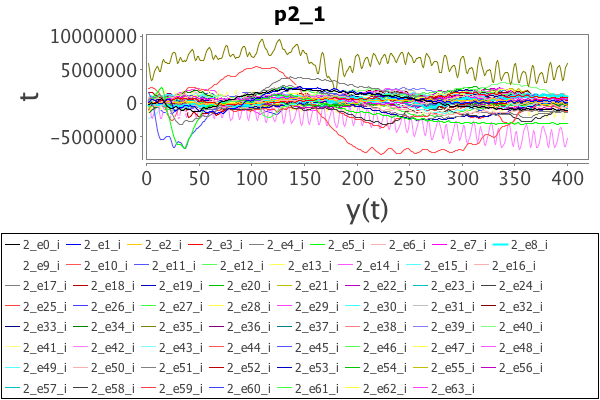 p2_1
10000000
5000000
0
-5000000
t
0 50 100 150 200 250 300 350 400
y(t)
2_e0_i 2_e1_i 2_e2_i 2_e3_i 2_e4_i 2_e5_i 2_e6_i 2_e7_i 2_e8_i
2_e9_i 2_e10_i 2_e11_i 2_e12_i 2_e13_i 2_e14_i 2_e15_i 2_e16_i
2_e17_i 2_e18_i 2_e19_i 2_e20_i 2_e21_i 2_e22_i 2_e23_i 2_e24_i
2_e25_i 2_e26_i 2_e27_i 2_e28_i 2_e29_i 2_e30_i 2_e31_i 2_e32_i
2_e33_i 2_e34_i 2_e35_i 2_e36_i 2_e37_i 2_e38_i 2_e39_i 2_e40_i
2_e41_i 2_e42_i 2_e43_i 2_e44_i 2_e45_i 2_e46_i 2_e47_i 2_e48_i
2_e49_i 2_e50_i 2_e51_i 2_e52_i 2_e53_i 2_e54_i 2_e55_i 2_e56_i
2_e57_i 2_e58_i 2_e59_i 2_e60_i 2_e61_i 2_e62_i 2_e63_i